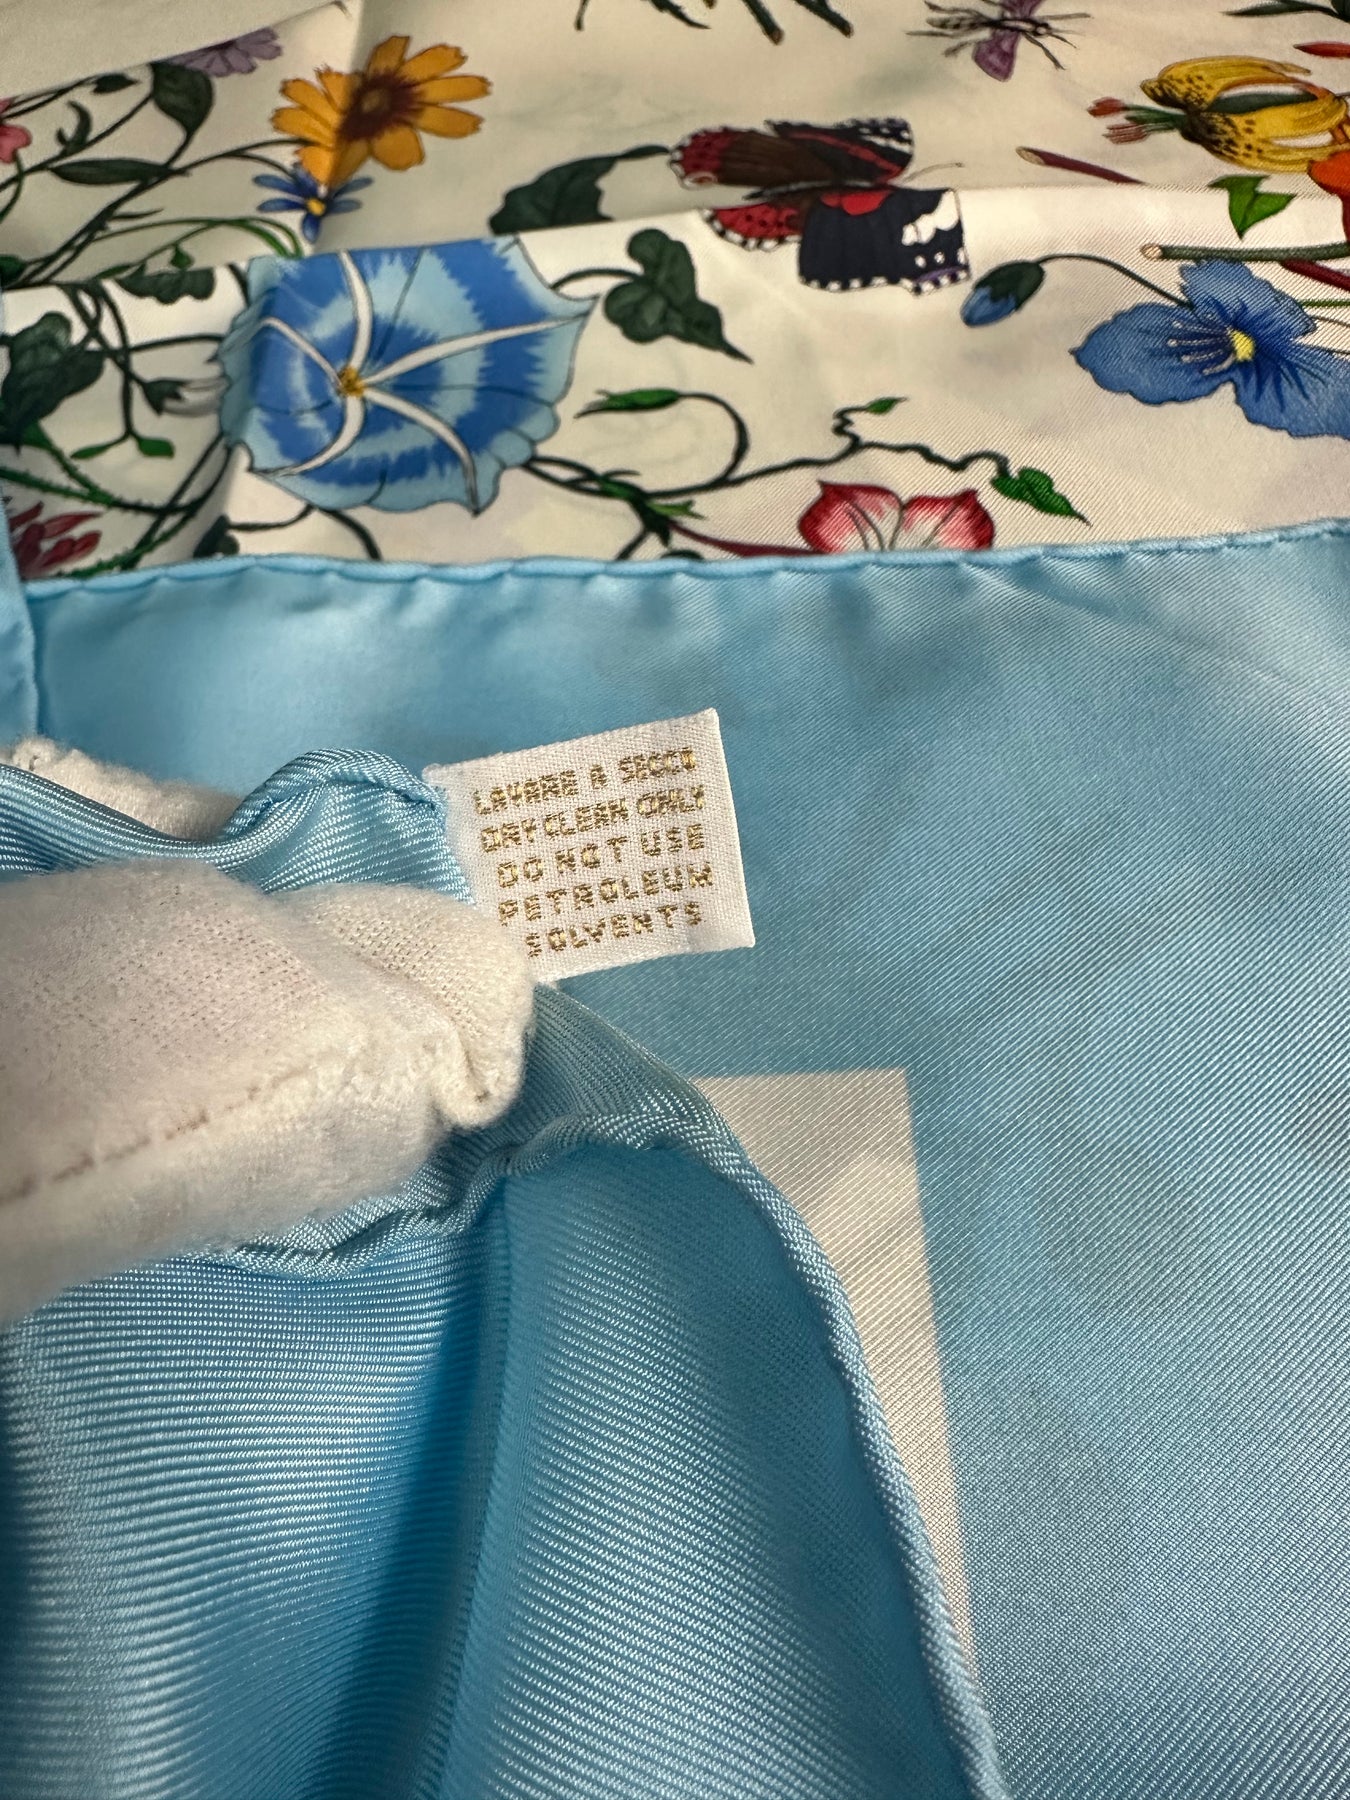 LAVARE A SECCO
DRY CLEAN ONLY
DO NOT USE
PETROLEUM
SOLVENTS